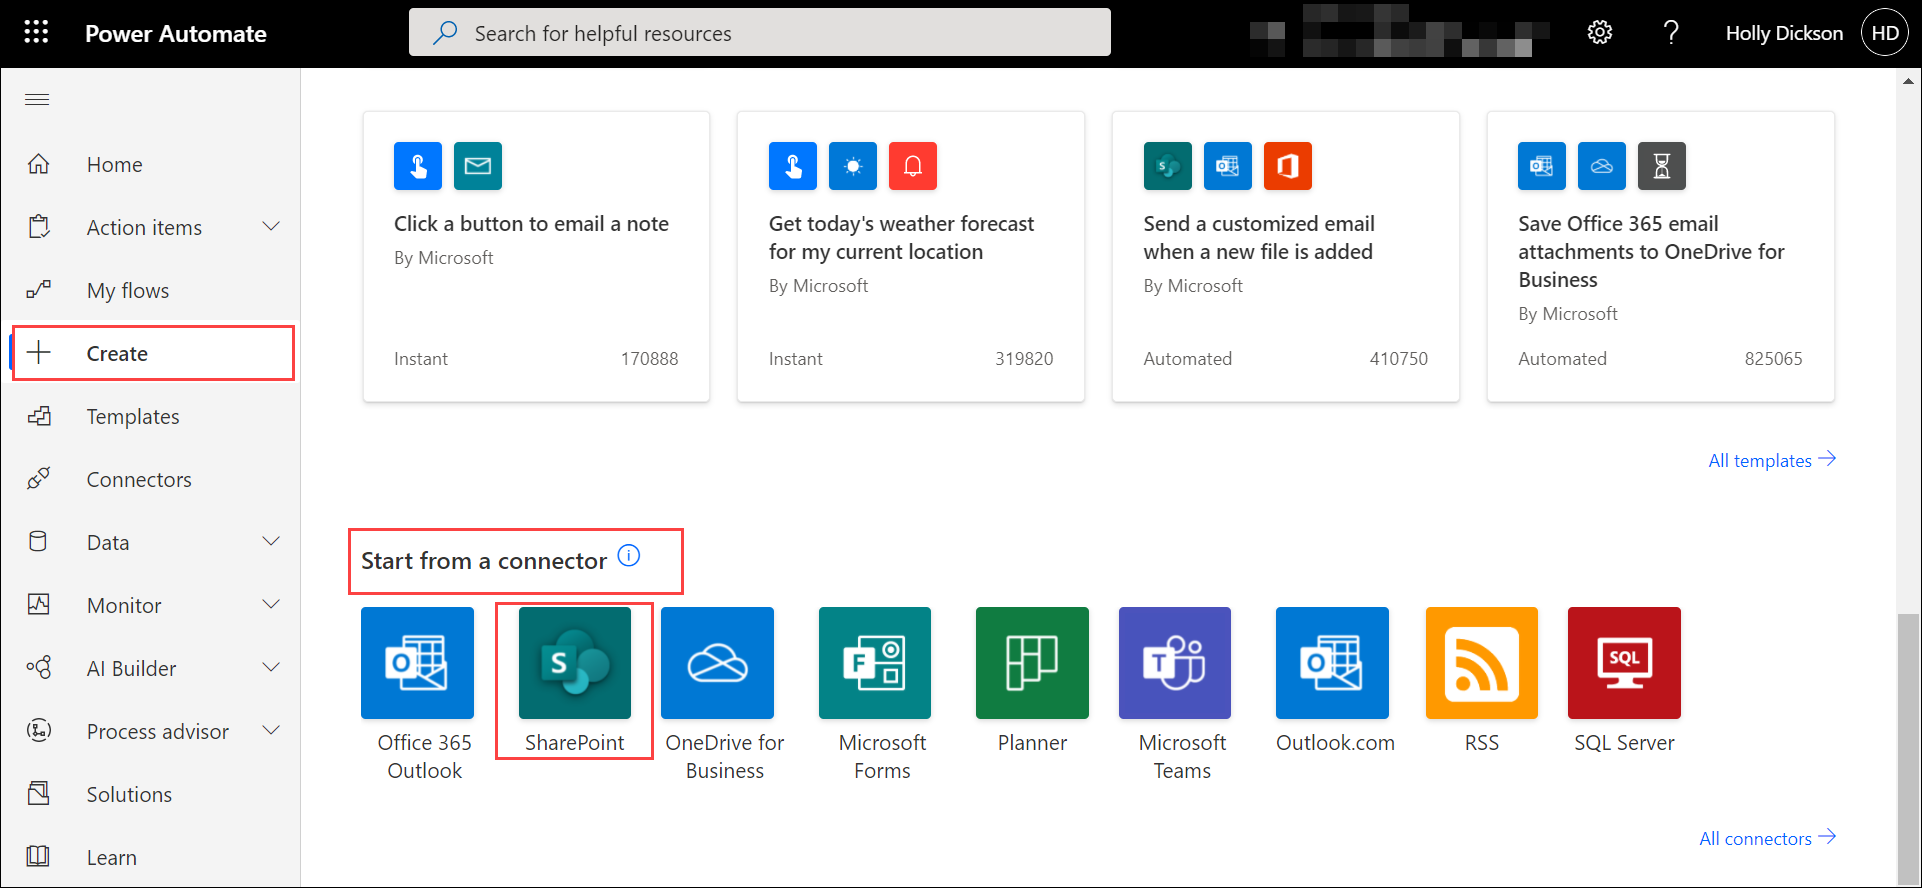 Power Automate
Search for helpful resources
Holly Dickson
HD
Home
Action items
My flows
Create
Templates
Connectors
Data
Monitor
AI Builder
Process advisor
Solutions
Learn
Click a button to email a note
By Microsoft
Instant 170888
Get today's weather forecast
for my current location
By Microsoft
Instant 319820
S
O
Send a customized email
when a new file is added
By Microsoft
Automated 410750
O
Save Office 365 email
attachments to OneDrive for
Business
By Microsoft
Automated 825065
All templates
Start from a connector
O
Office 365
Outlook
S
SharePoint
OneDrive for
Business
F
Microsoft
Forms
Planner
T
Microsoft
Teams
O
Outlook.com
RSS
SQL
SQL Server
All connectors